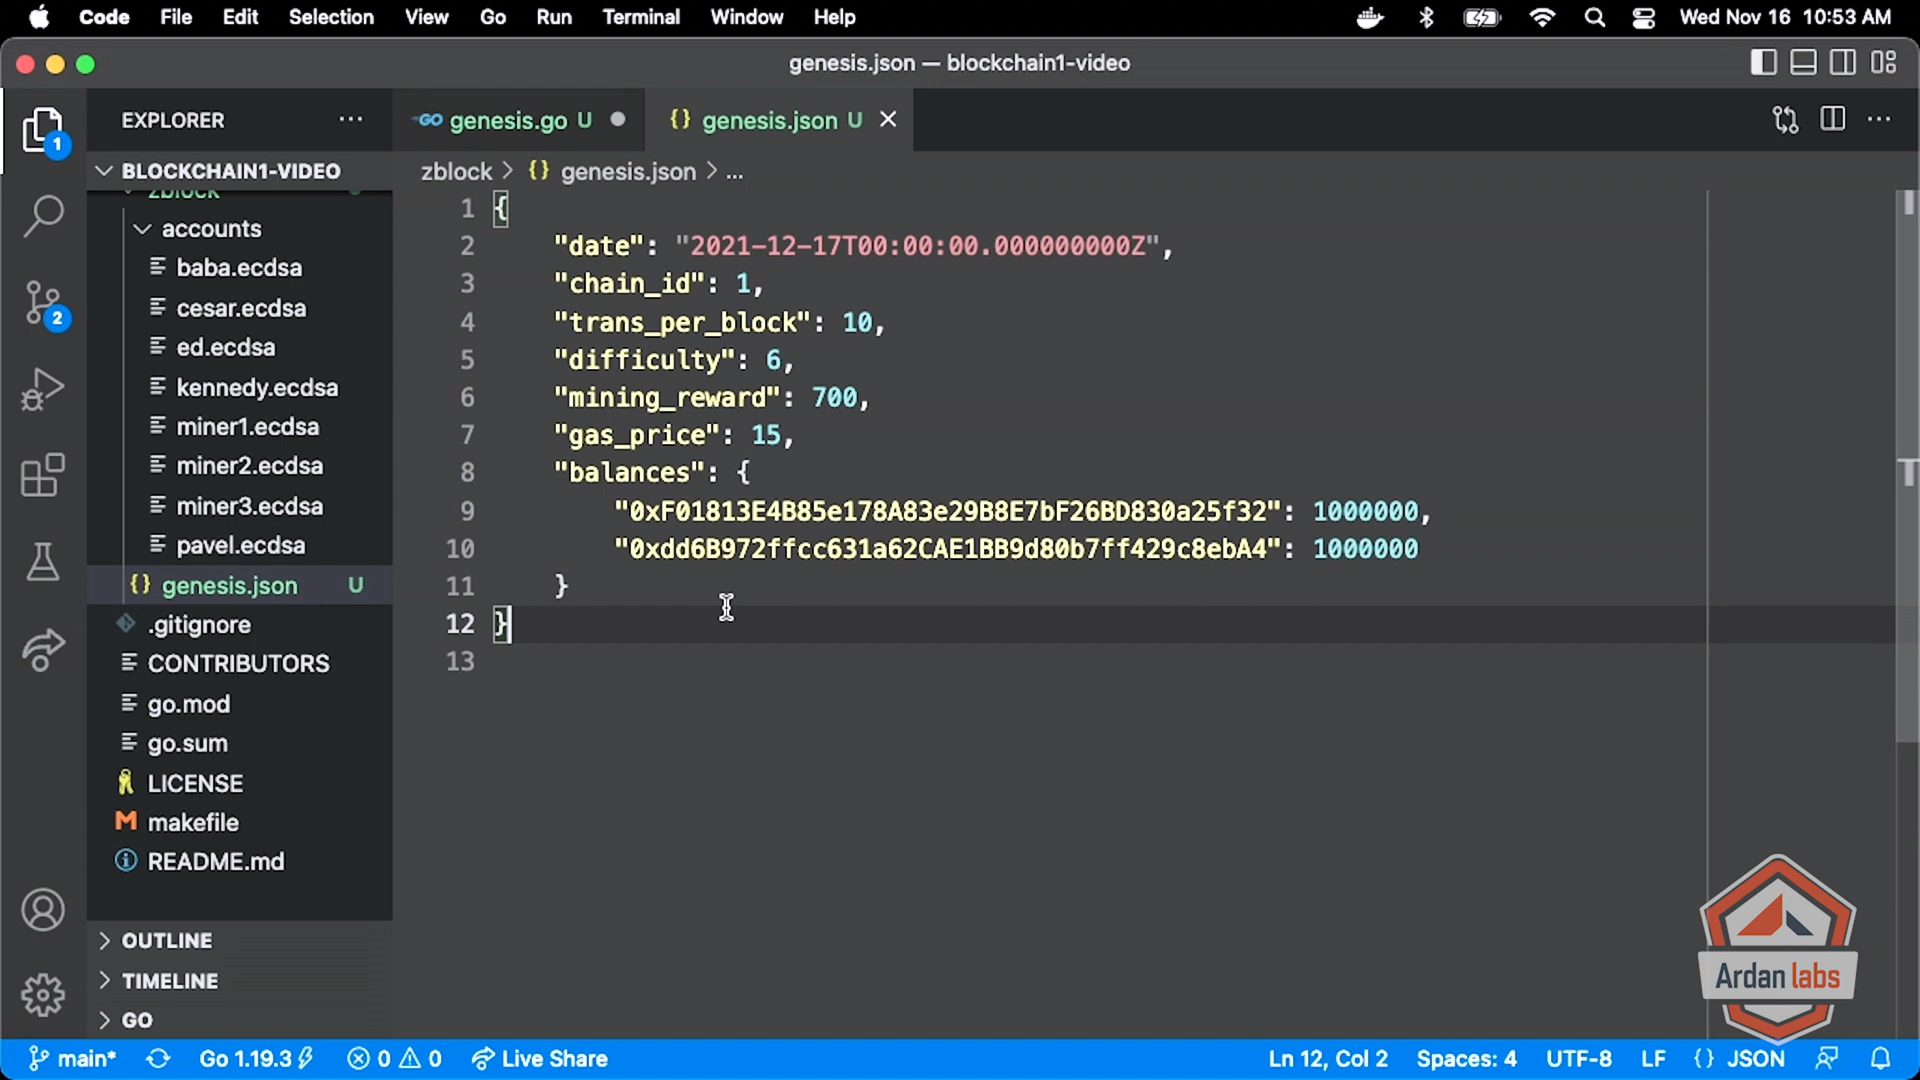 Code File Edit Selection View Go Run Terminal Window Help Wed Nov 16 10:53 AM
genesis.json — blockchain1-video
EXPLORER ...
genesis.go U
{} genesis.json U
1
BLOCKCHAIN1-VIDEO
zblock > {} genesis.json > ...
zblock
accounts
baba.ecdsa
cesar.ecdsa
2
ed.ecdsa
kennedy.ecdsa
miner1.ecdsa
miner2.ecdsa
miner3.ecdsa
pavel.ecdsa
{} genesis.json U
.gitignore
CONTRIBUTORS
go.mod
go.sum
LICENSE
makefile
README.md
OUTLINE
TIMELINE
GO
1 {
2 "date": "2021-12-17T00:00:00.000000000Z",
3 "chain_id": 1,
4 "trans_per_block": 10,
5 "difficulty": 6,
6 "mining_reward": 700,
7 "gas_price": 15,
8 "balances": {
9 "0xF01813E4B85e178A83e29B8E7bF26BD830a25f32": 1000000,
10 "0xdd6B972ffcc631a62CAE1BB9d80b7ff429c8ebA4": 1000000
11 }
12 }
13
Ardan labs
main* Go 1.19.3 0 0 Live Share Ln 12, Col 2 Spaces: 4 UTF-8 LF {} JSON